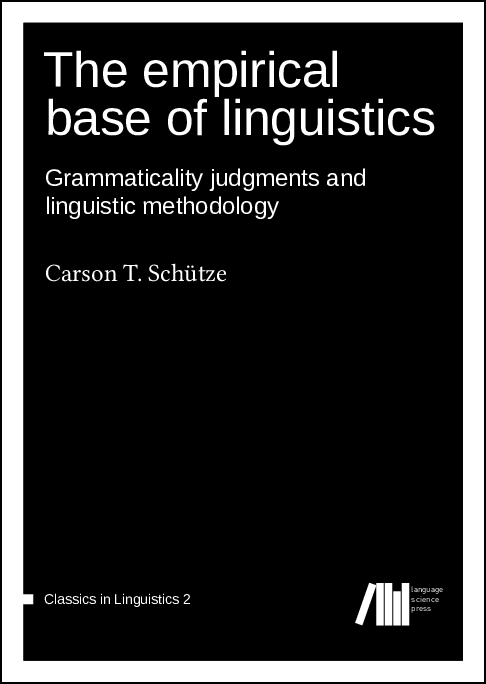 The empirical
base of linguistics
Grammaticality judgments and
linguistic methodology
Carson T. Schütze
Classics in Linguistics 2
language
science
press